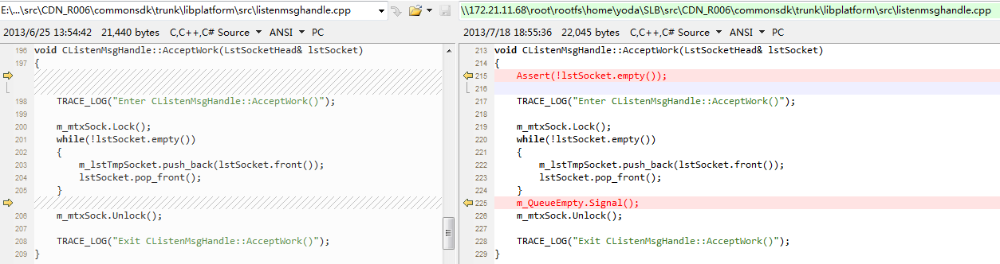 E:\...\src\CDN_R006\commonsdk\trunk\libplatform\src\listenmsghandle.cpp
2013/6/25 13:54:42 21,440 bytes C,C++,C# Source ANSI PC
196 void CListenMsgHandle::AcceptWork(LstSocketHead& lstSocket)
197 {
198 TRACE_LOG("Enter CListenMsgHandle::AcceptWork()");
199
200 m_mtxSock.Lock();
201 while(!lstSocket.empty())
202 {
203 m_lstTmpSocket.push_back(lstSocket.front());
204 lstSocket.pop_front();
205 }
206 m_mtxSock.Unlock();
207
208 TRACE_LOG("Exit CListenMsgHandle::AcceptWork()");
209 }
\\172.21.11.68\root\rootfs\home\yoda\SLB\src\CDN_R006\commonsdk\trunk\libplatform\src\listenmsghandle.cpp
2013/7/18 18:55:36 22,045 bytes C,C++,C# Source ANSI PC
213 void CListenMsgHandle::AcceptWork(LstSocketHead& lstSocket)
214 {
215 Assert(!lstSocket.empty());
216
217 TRACE_LOG("Enter CListenMsgHandle::AcceptWork()");
218
219 m_mtxSock.Lock();
220 while(!lstSocket.empty())
221 {
222 m_lstTmpSocket.push_back(lstSocket.front());
223 lstSocket.pop_front();
224 }
225 m_QueueEmpty.Signal();
226 m_mtxSock.Unlock();
227
228 TRACE_LOG("Exit CListenMsgHandle::AcceptWork()");
229 }